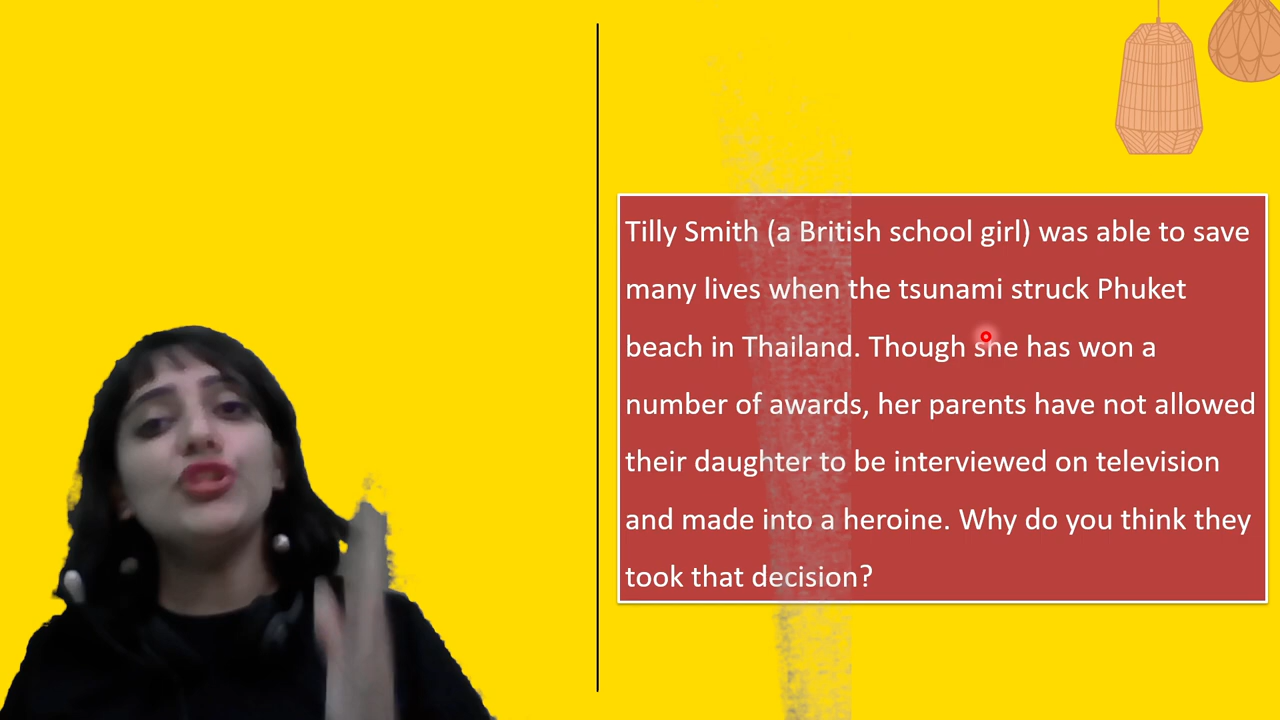 Tilly Smith (a British school girl) was able to save
many lives when the tsunami struck Phuket
beach in Thailand. Though she has won a
number of awards, her parents have not allowed
their daughter to be interviewed on television
and made into a heroine. Why do you think they
took that decision?